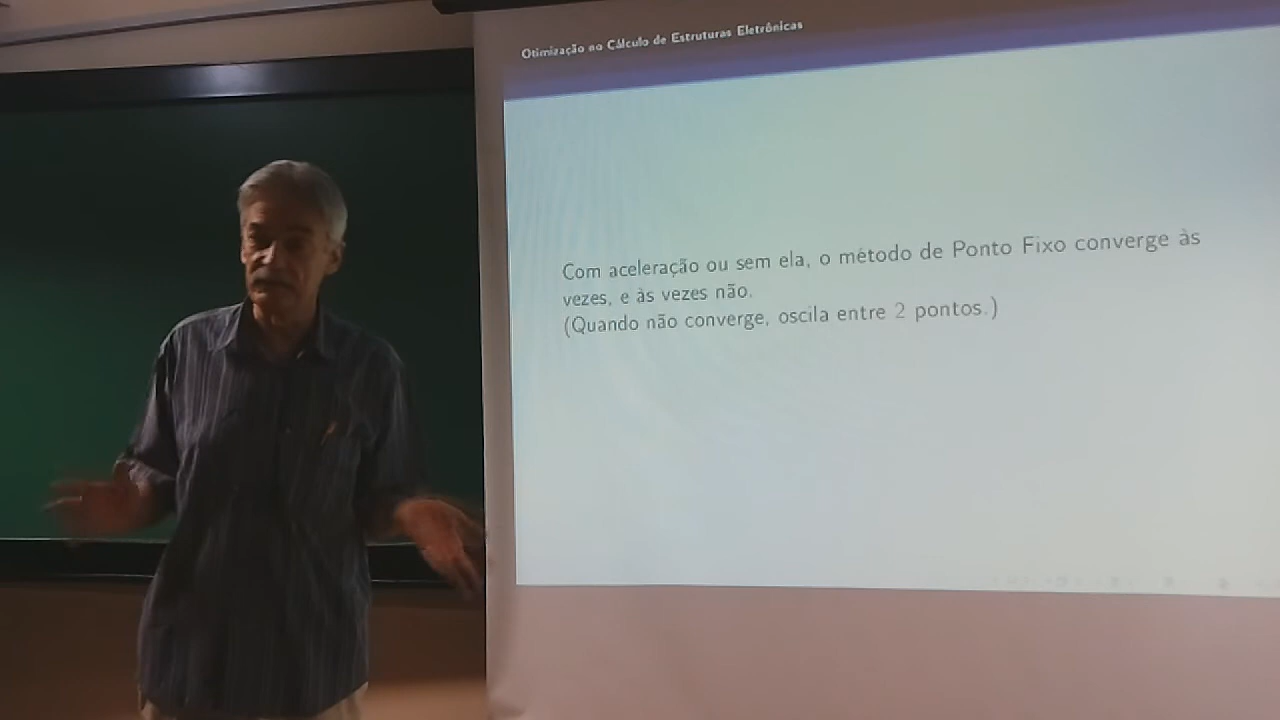 Otimização no Cálculo de Estruturas Eletrônicas
Com aceleração ou sem ela, o método de Ponto Fixo converge às
vezes, e às vezes não.
(Quando não converge, oscila entre 2 pontos.)